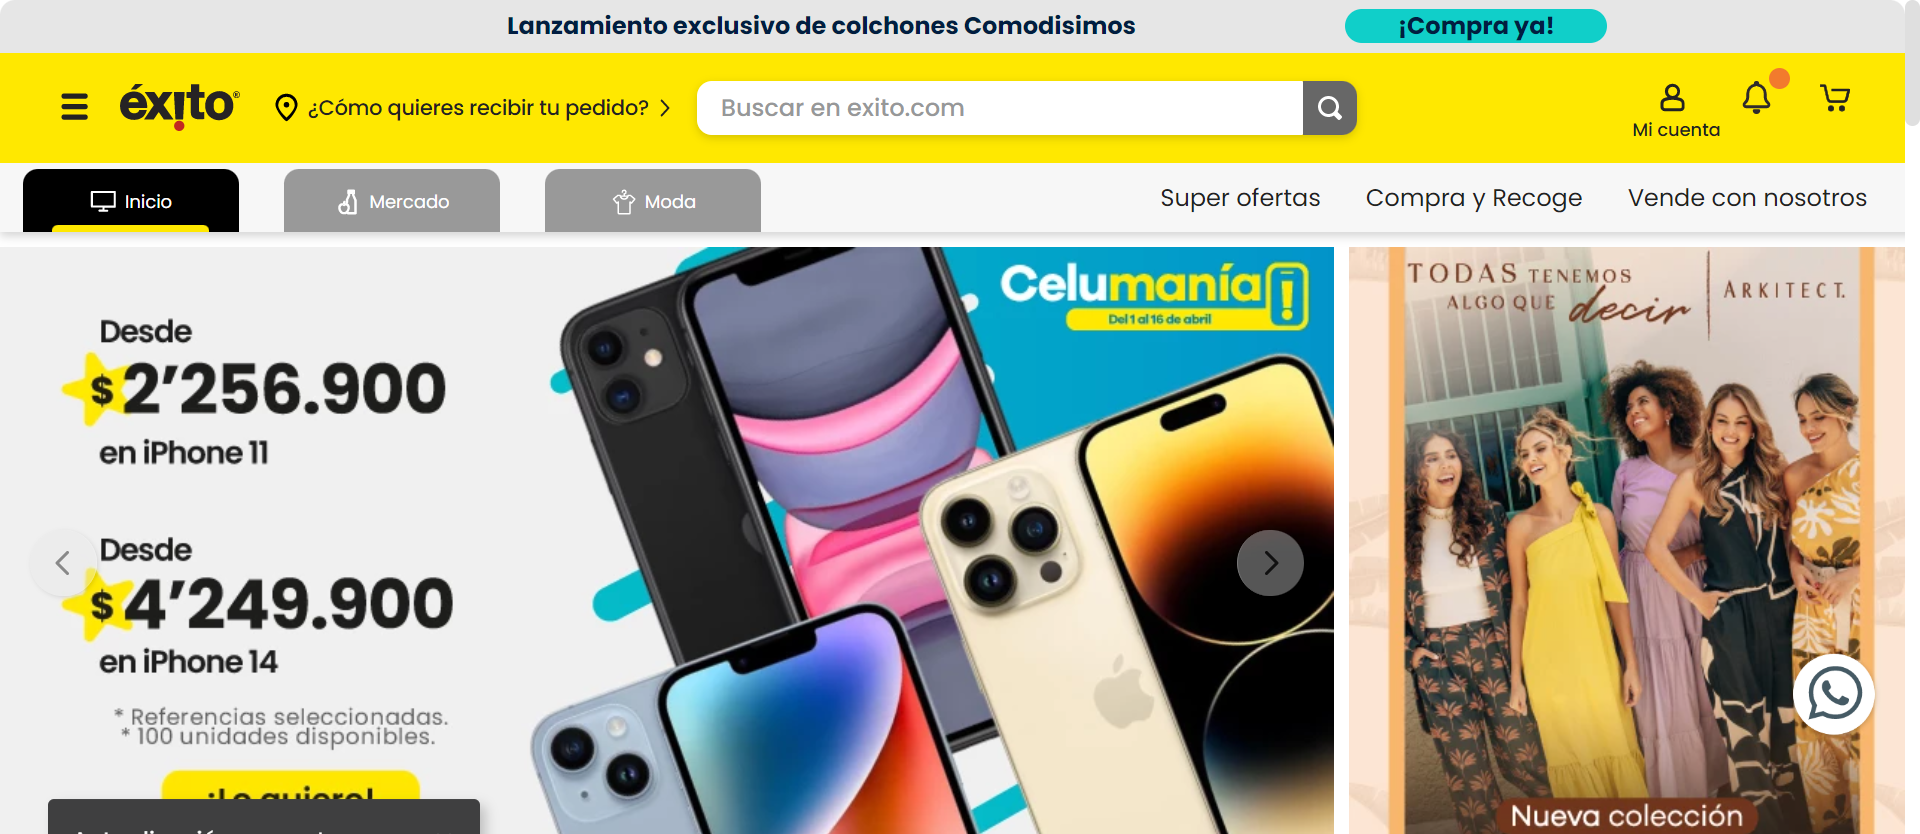 Lanzamiento exclusivo de colchones Comodisimos
¡Compra ya!
éxito®
¿Cómo quieres recibir tu pedido?
Buscar en exito.com
Mi cuenta
Inicio
Mercado
Moda
Super ofertas
Compra y Recoge
Vende con nosotros
Desde
$2’256.900
en iPhone 11
Desde
$4’249.900
en iPhone 14
* Referencias seleccionadas.
* 100 unidades disponibles.
¡Lo quiero!
Celumanía
Del 1 al 16 de abril
TODAS TENEMOS
ALGO QUE decir
ARKITECT.
Nueva colección